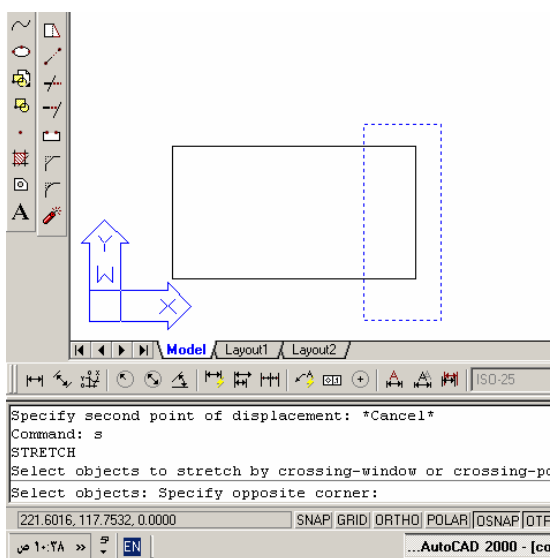 A
Y
W
X
Model Layout1 Layout2
ISO-25
Specify second point of displacement: *Cancel*
Command: s
STRETCH
Select objects to stretch by crossing-window or crossing-po
Select objects: Specify opposite corner:
221.6016, 117.7532, 0.0000 SNAP GRID ORTHO POLAR OSNAP OTF
١٠:٣٨ ص « EN ...AutoCAD 2000 - [co